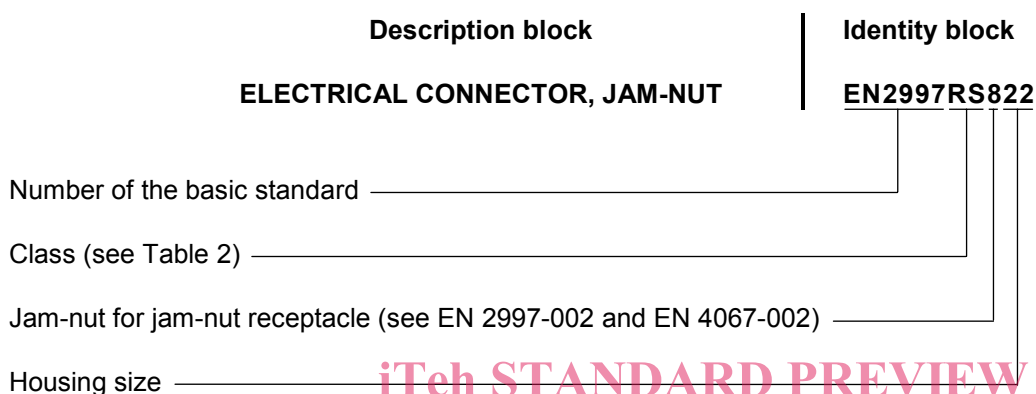 Description block Identity block
ELECTRICAL CONNECTOR, JAM-NUT EN2997RS822
Number of the basic standard
Class (see Table 2)
Jam-nut for jam-nut receptacle (see EN 2997-002 and EN 4067-002)
Housing size iTeh STANDARD PREVIEW